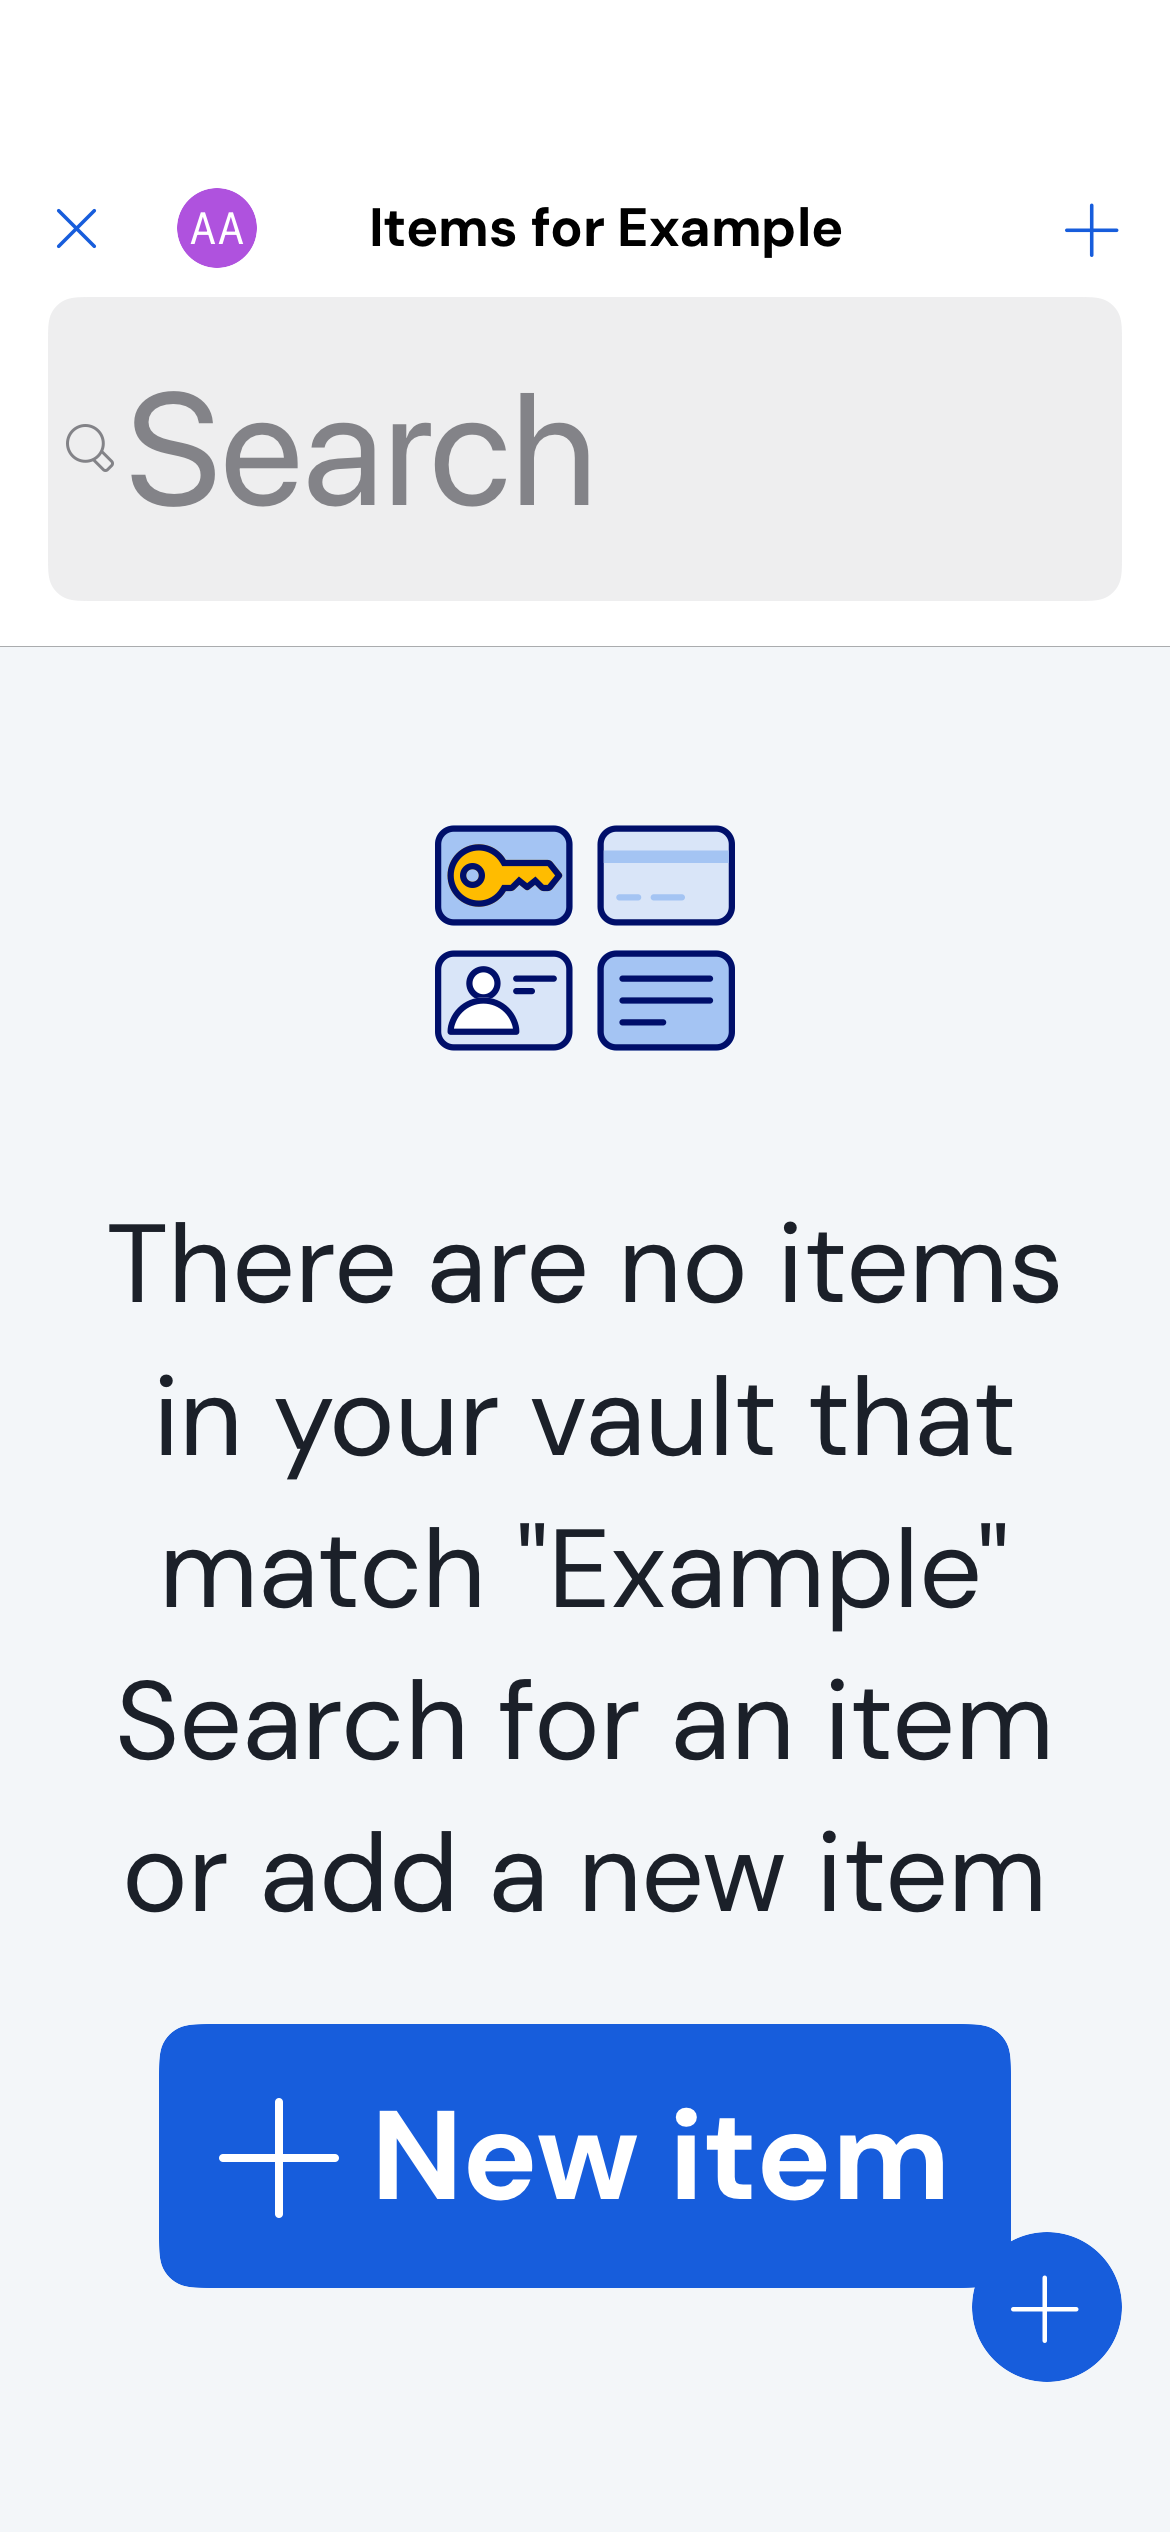 AA
Items for Example
Search
There are no items
in your vault that
match "Example"
Search for an item
or add a new item
New item